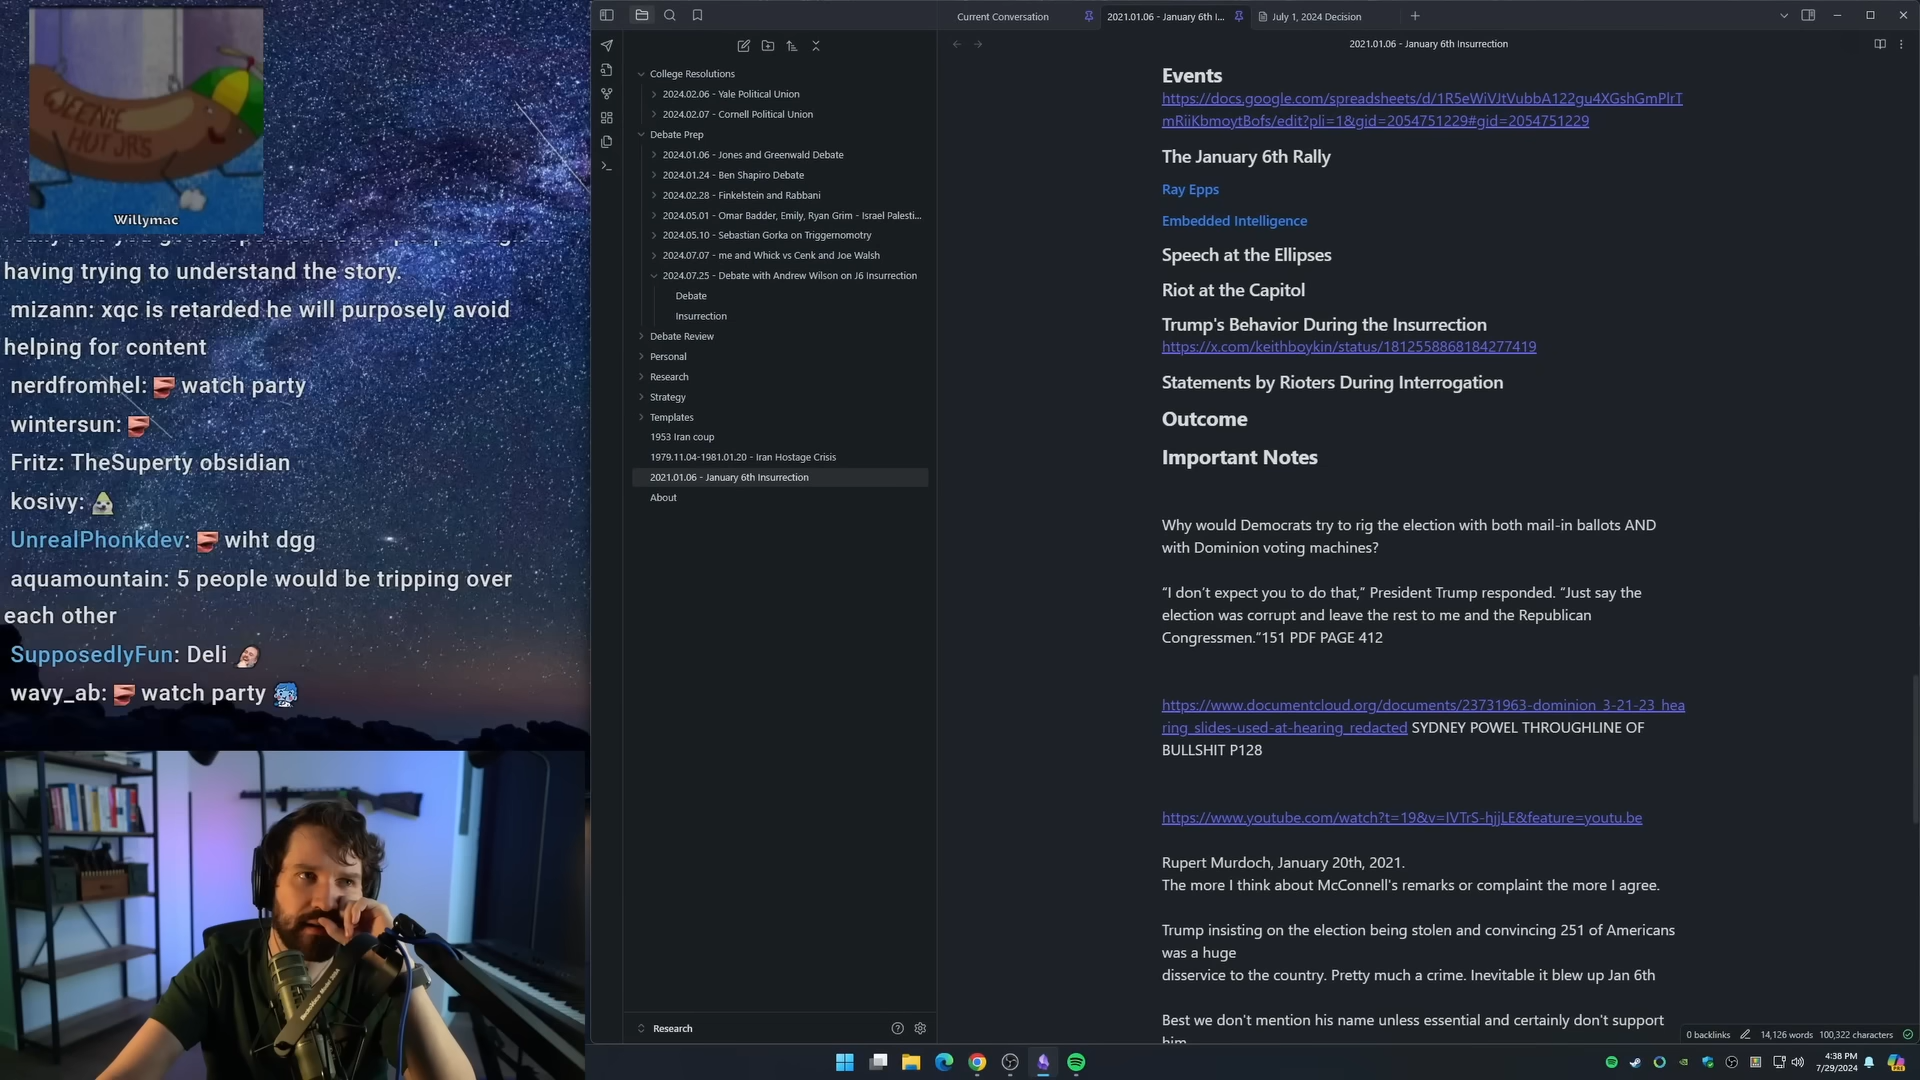 WEENIE
HUT JR'S
Willymac
having trying to understand the story.
mizann: xqc is retarded he will purposely avoid
helping for content
nerdfromhel: watch party
wintersun:
Fritz: TheSuperty obsidian
kosivy:
UnrealPhonkdev: wiht dgg
aquamountain: 5 people would be tripping over
each other
SupposedlyFun: Deli
wavy_ab: watch party
College Resolutions
2024.02.06 - Yale Political Union
2024.02.07 - Cornell Political Union
Debate Prep
2024.01.06 - Jones and Greenwald Debate
2024.01.24 - Ben Shapiro Debate
2024.02.28 - Finkelstein and Rabbani
2024.05.01 - Omar Badder, Emily, Ryan Grim - Israel Palesti...
2024.05.10 - Sebastian Gorka on Triggernomotry
2024.07.07 - me and Whick vs Cenk and Joe Walsh
2024.07.25 - Debate with Andrew Wilson on J6 Insurrection
Debate
Insurrection
Debate Review
Personal
Research
Strategy
Templates
1953 Iran coup
1979.11.04-1981.01.20 - Iran Hostage Crisis
2021.01.06 - January 6th Insurrection
About
Research
Current Conversation
2021.01.06 - January 6th I...
July 1, 2024 Decision
2021.01.06 - January 6th Insurrection
Events
https://docs.google.com/spreadsheets/d/1R5eWiVJtVubbA122gu4XGshGmPlrT
mRiiKbmoytBofs/edit?pli=1&gid=2054751229#gid=2054751229
The January 6th Rally
Ray Epps
Embedded Intelligence
Speech at the Ellipses
Riot at the Capitol
Trump's Behavior During the Insurrection
https://x.com/keithboykin/status/1812558868184277419
Statements by Rioters During Interrogation
Outcome
Important Notes
Why would Democrats try to rig the election with both mail-in ballots AND
with Dominion voting machines?
“I don’t expect you to do that,” President Trump responded. “Just say the
election was corrupt and leave the rest to me and the Republican
Congressmen.”151 PDF PAGE 412
https://www.documentcloud.org/documents/23731963-dominion_3-21-23_hea
ring_slides-used-at-hearing_redacted SYDNEY POWEL THROUGHLINE OF
BULLSHIT P128
https://www.youtube.com/watch?t=19&v=IVTrS-hjjLE&feature=youtu.be
Rupert Murdoch, January 20th, 2021.
The more I think about McConnell's remarks or complaint the more I agree.
Trump insisting on the election being stolen and convincing 251 of Americans
was a huge
disservice to the country. Pretty much a crime. Inevitable it blew up Jan 6th
Best we don't mention his name unless essential and certainly don't support
him
0 backlinks
14,126 words
100,322 characters
4:38 PM
7/29/2024